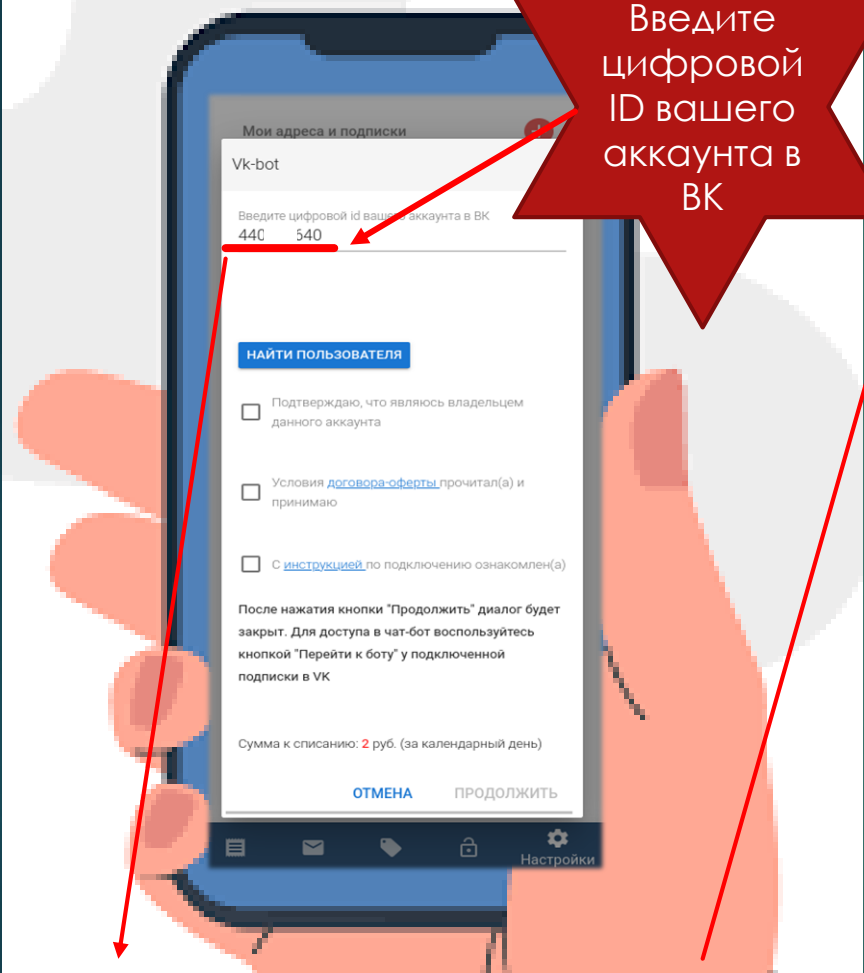 Введите
цифровой
ID вашего
аккаунта в
ВК
Мои адреса и подписки
Vk-bot
Введите цифровой id вашего аккаунта в ВК
440 640
НАЙТИ ПОЛЬЗОВАТЕЛЯ
Подтверждаю, что являюсь владельцем
данного аккаунта
Условия договора-оферты прочитал(а) и
принимаю
С инструкцией по подключению ознакомлен(а)
После нажатия кнопки "Продолжить" диалог будет
закрыт. Для доступа в чат-бот воспользуйтесь
кнопкой "Перейти к боту" у подключенной
подписки в VK
Сумма к списанию: 2 руб. (за календарный день)
ОТМЕНА ПРОДОЛЖИТЬ
Настройки